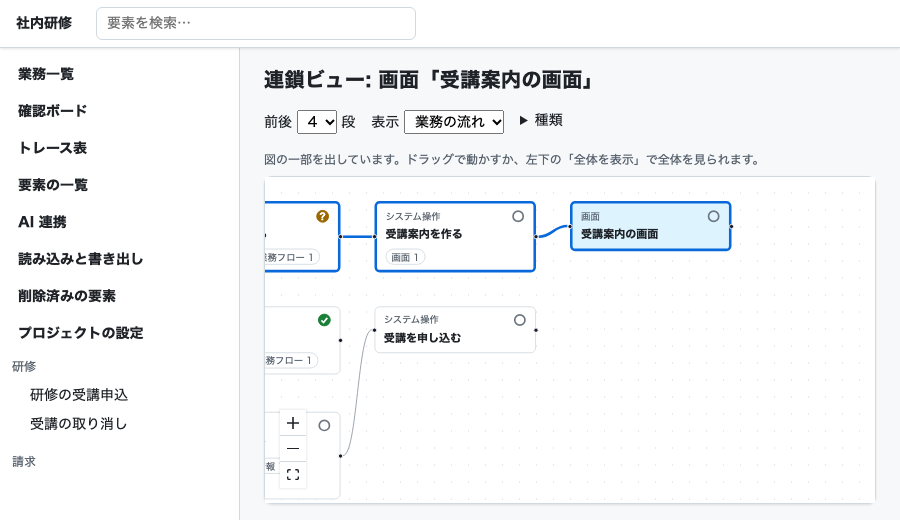 社内研修
要素を検索…
業務一覧
確認ボード
トレース表
要素の一覧
AI 連携
読み込みと書き出し
削除済みの要素
プロジェクトの設定
研修
研修の受講申込
受講の取り消し
請求
連鎖ビュー: 画面「受講案内の画面」
前後 4 段 表示 業務の流れ ▶ 種類
図の一部を出しています。ドラッグで動かすか、左下の「全体を表示」で全体を見られます。
?
務フロー 1
システム操作
受講案内を作る
画面 1
画面
受講案内の画面
務フロー 1
システム操作
受講を申し込む
報